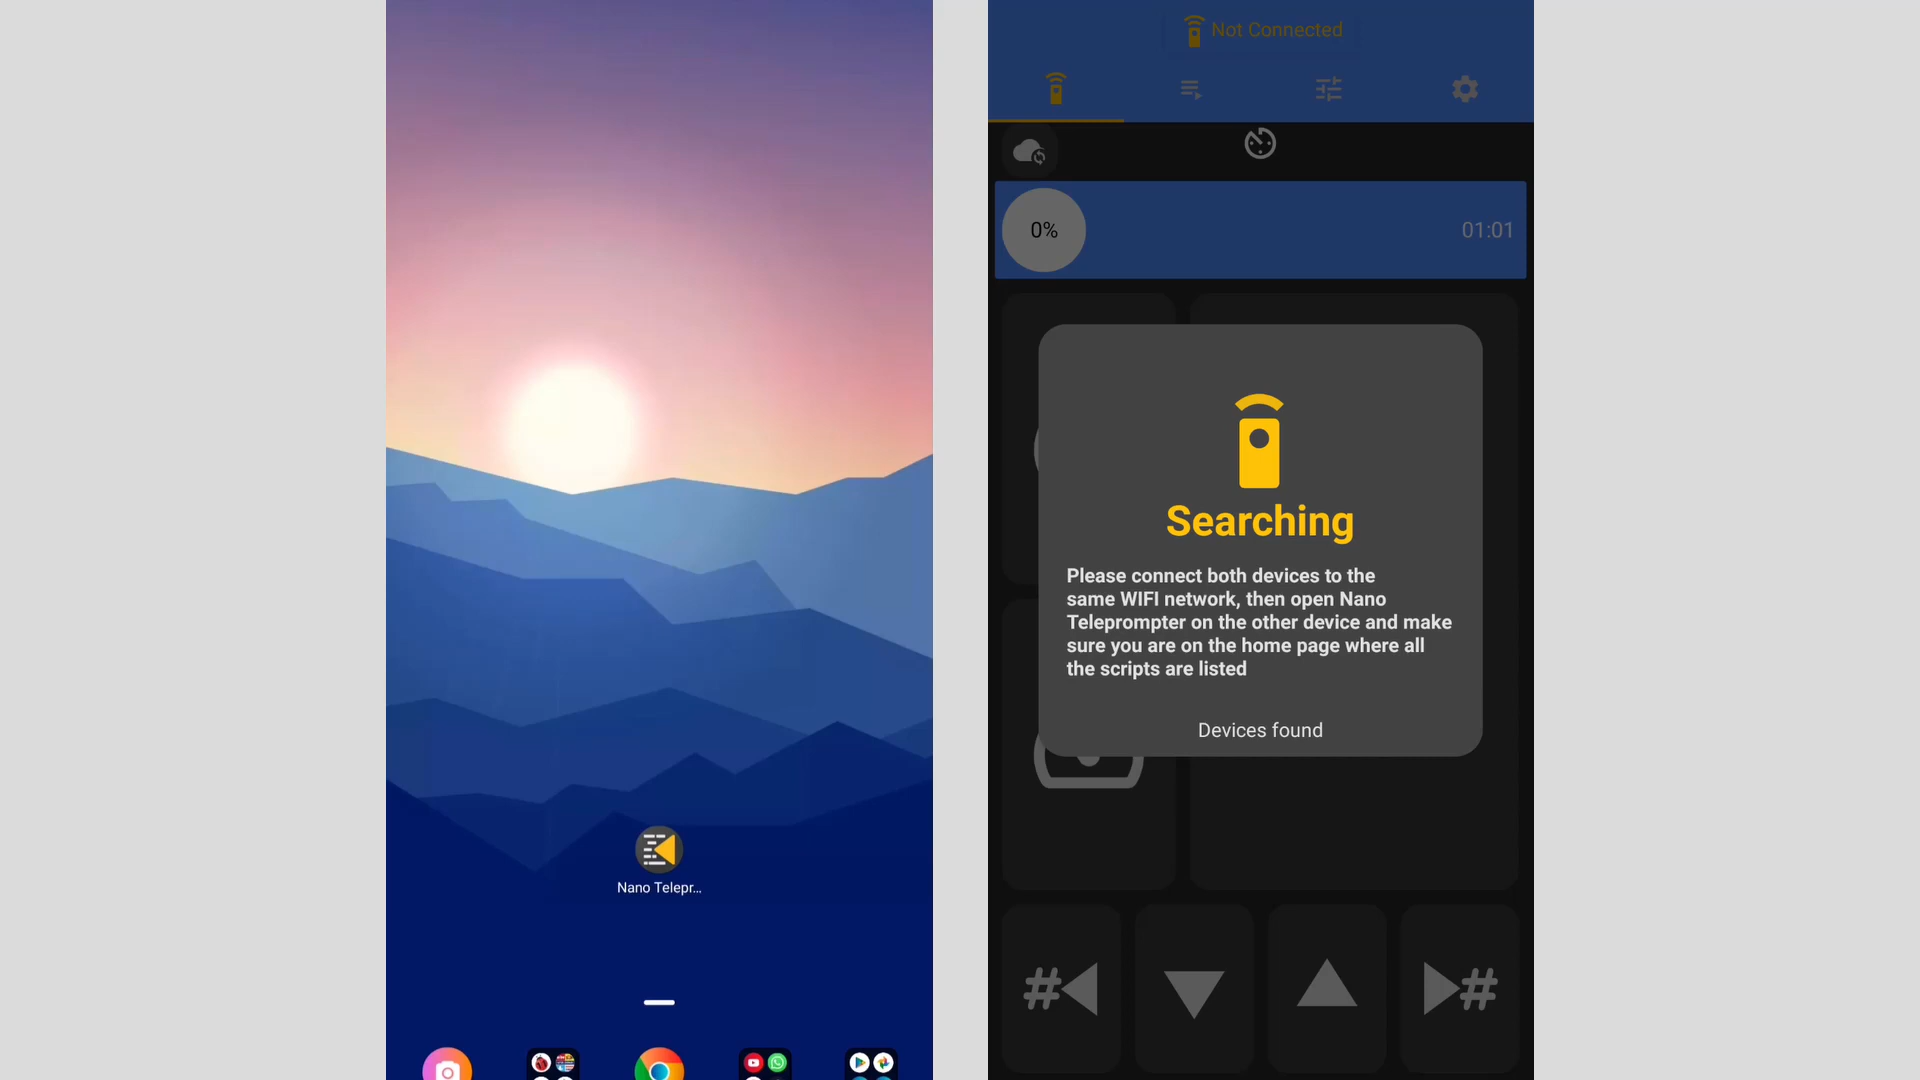 Nano Telepr...
Not Connected
0%
01:01
Searching
Please connect both devices to the
same WIFI network, then open Nano
Teleprompter on the other device and make
sure you are on the home page where all
the scripts are listed
Devices found
#
#